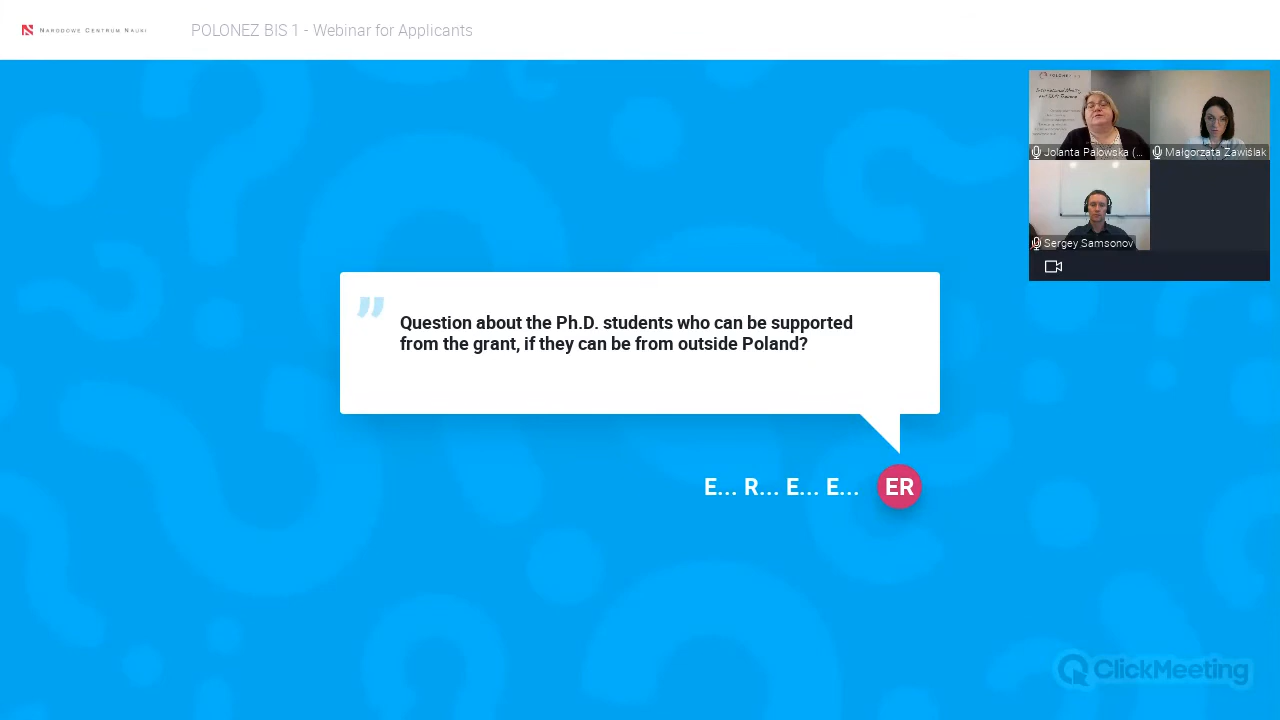 NARODOWE CENTRUM NAUKI
POLONEZ BIS 1 - Webinar for Applicants
Jolanta Palowska (...
Małgorzata Zawiślak
Sergey Samsonov
Question about the Ph.D. students who can be supported
from the grant, if they can be from outside Poland?
E... R... E... E...
ER
ClickMeeting